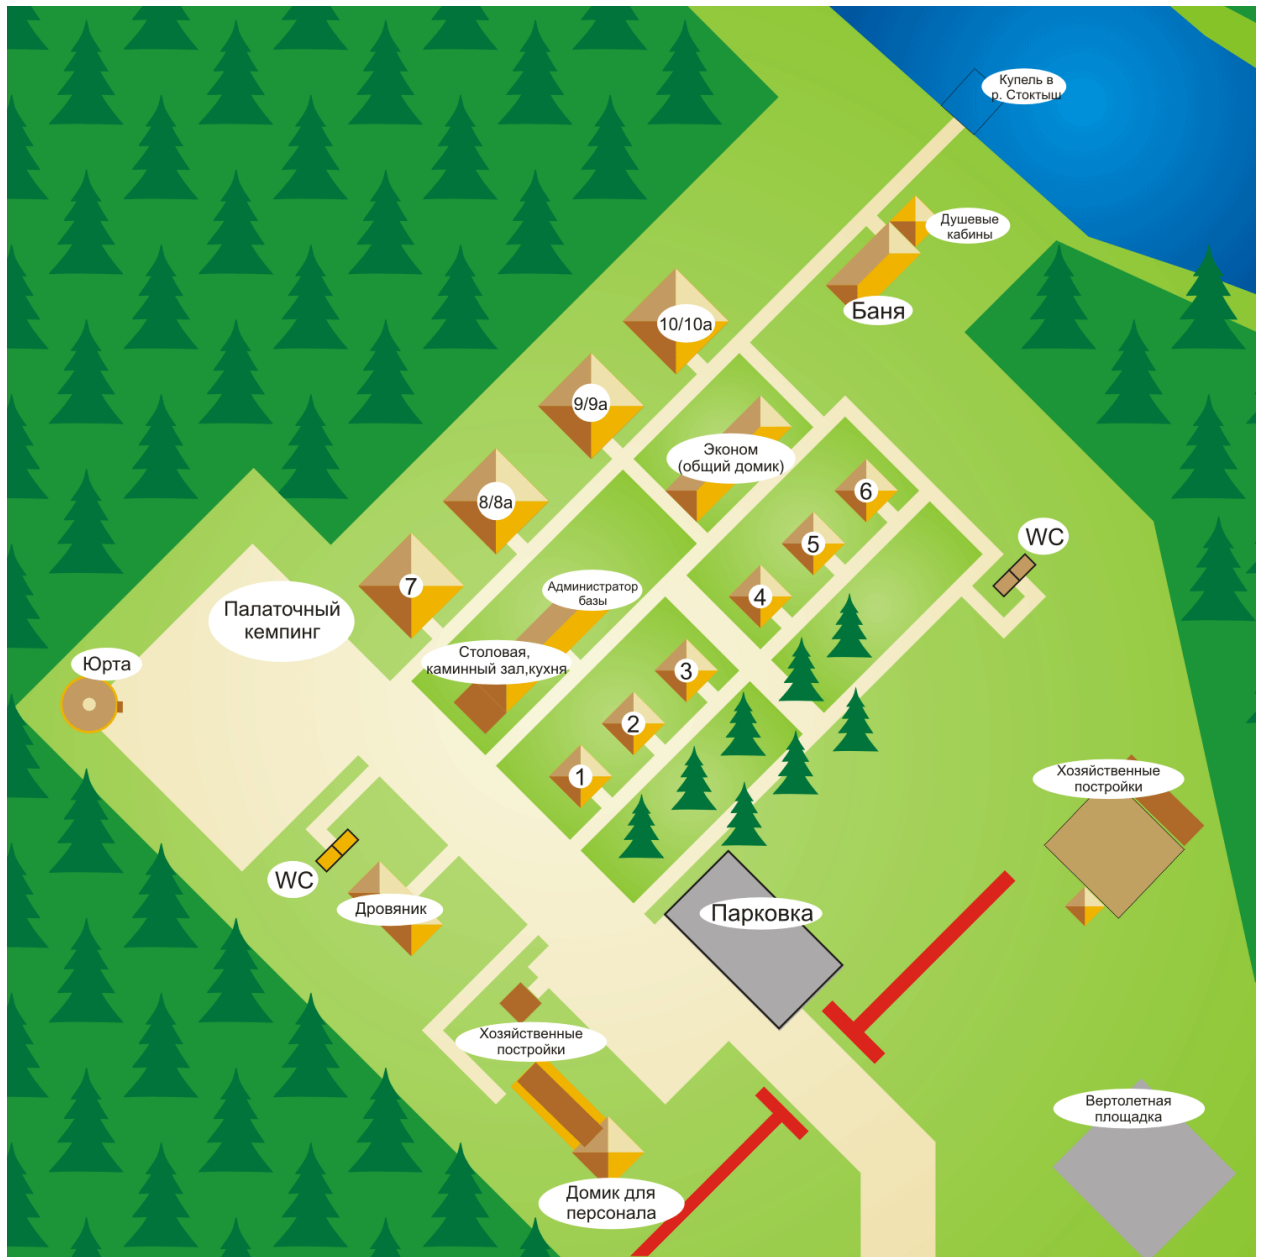 Купель в
р. Стоктыш
Душевые
кабины
Баня
10/10а
9/9а
Эконом
(общий домик)
8/8а
6
5
WC
7
Администратор
базы
4
Палаточный
кемпинг
Столовая,
каминный зал,кухня
Юрта
3
2
1
Хозяйственные
постройки
WC
Дровяник
Парковка
Хозяйственные
постройки
Вертолетная
площадка
Домик для
персонала